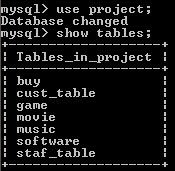 mysql> use project;
Database changed
mysql> show tables;
+--------------------+
| Tables_in_project |
+--------------------+
| buy
| cust_table
| game
| movie
| music
| software
| staf_table
+--------------------+